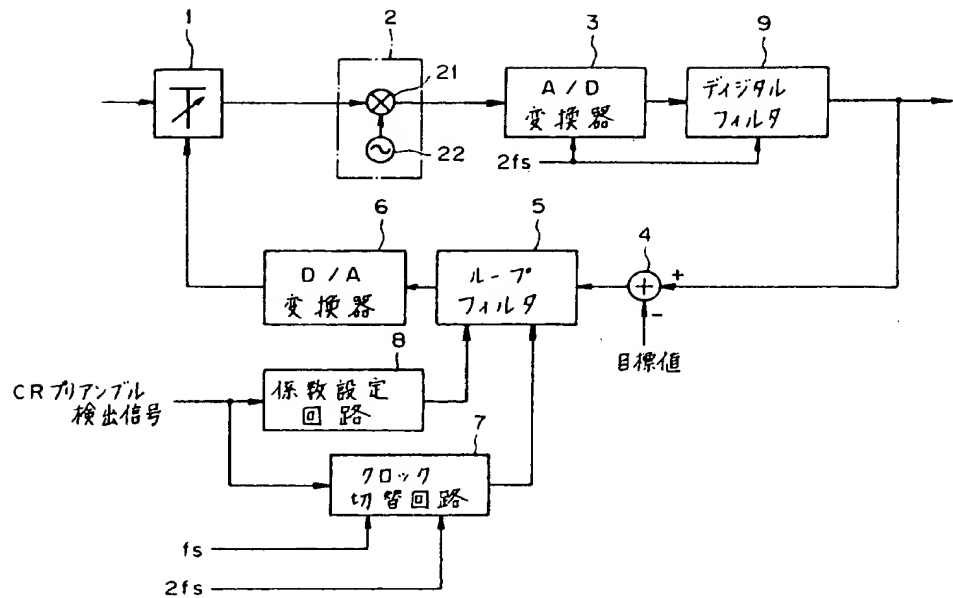 1
2
21
22
3
A/D
変換器
9
ディジタル
フィルタ
2fs
6
D/A
変換器
5
ループ
フィルタ
4
+
-
目標値
CRプリアンブル
検出信号
8
係数設定
回路
7
クロック
切替回路
fs
2fs